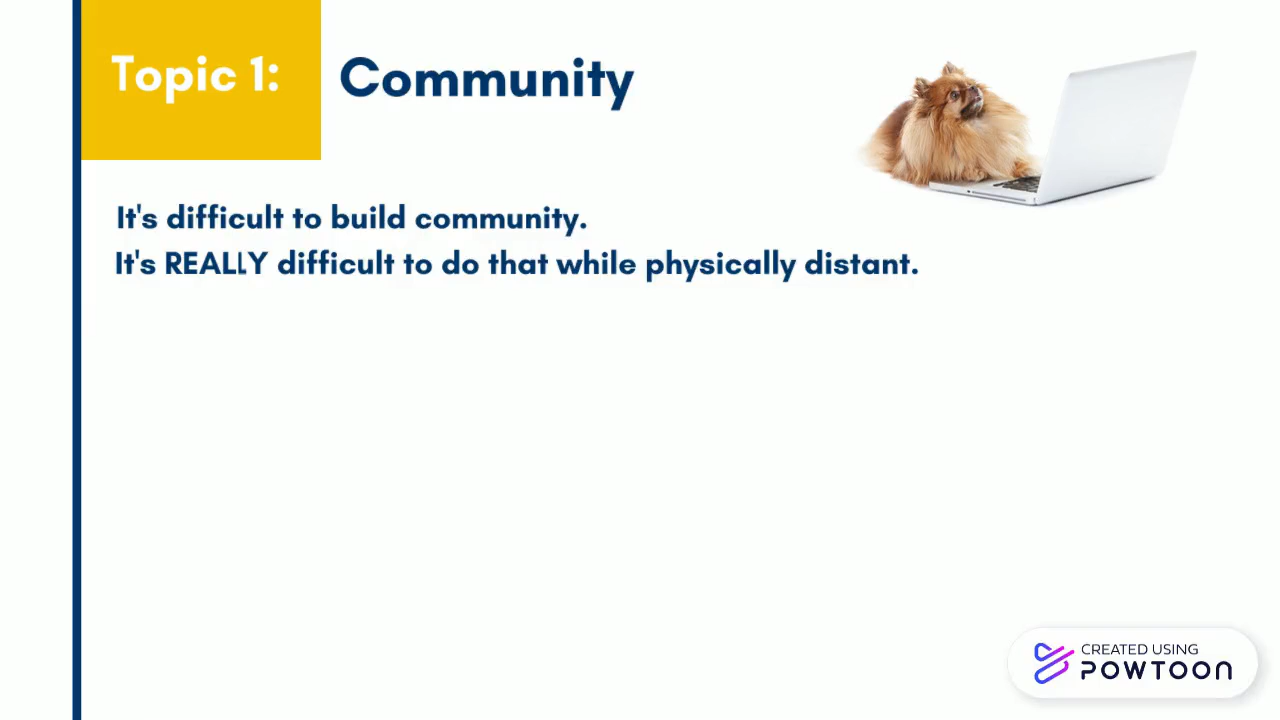 Topic 1:
Community
It's difficult to build community.
It's REALLY difficult to do that while physically distant.
CREATED USING
POWTOON